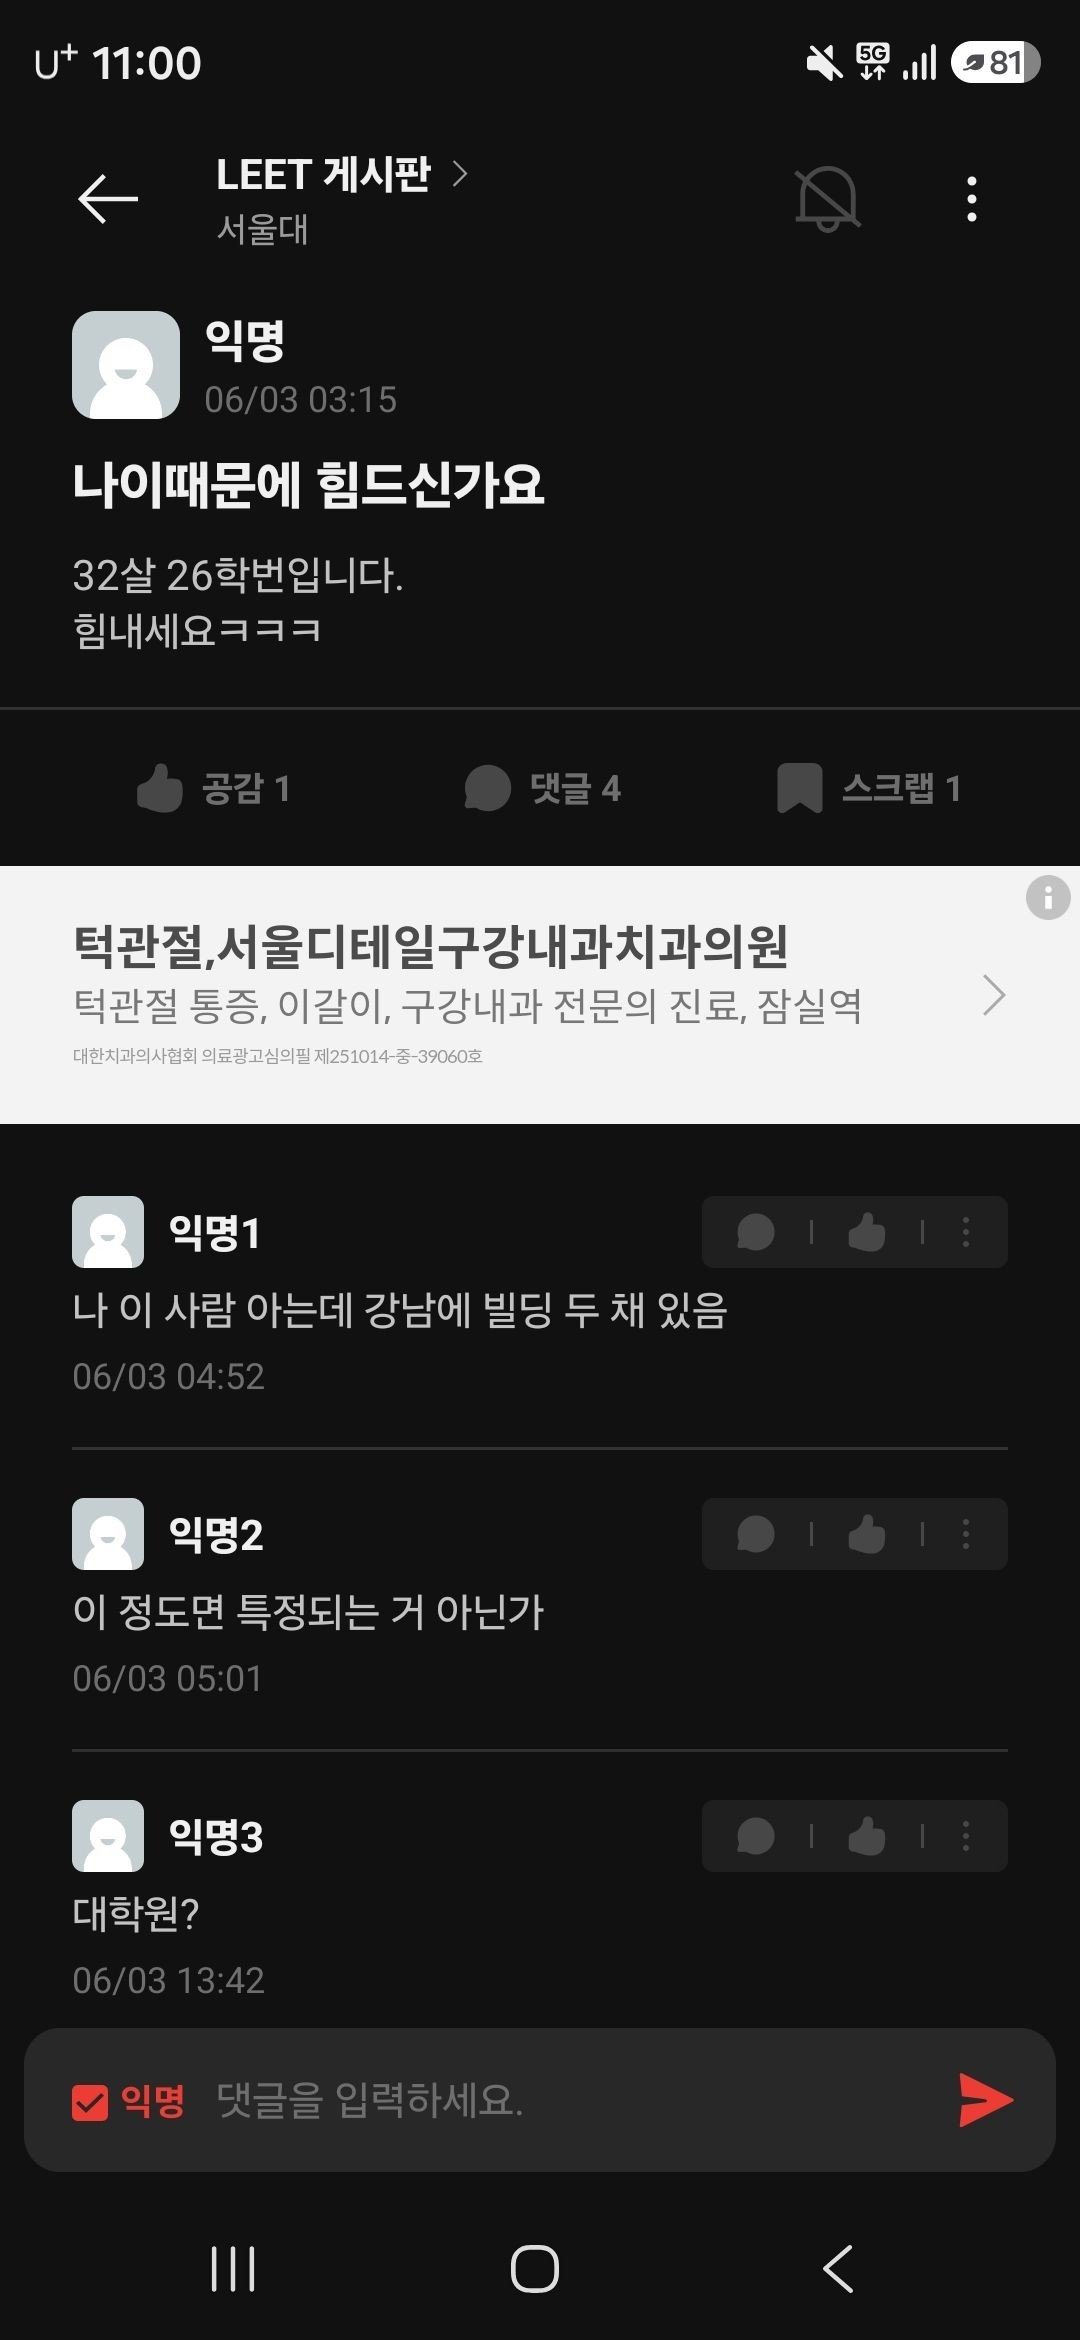 U+ 11:00
5G
81
LEET 게시판
서울대
익명
06/03 03:15
나이때문에 힘드신가요
32살 26학번입니다.
힘내세요ㅋㅋㅋ
공감 1
댓글 4
스크랩 1
턱관절,서울디테일구강내과치과의원
턱관절 통증, 이갈이, 구강내과 전문의 진료, 잠실역
대한치과의사협회 의료광고심의필 제251014-중-39060호
익명1
나 이 사람 아는데 강남에 빌딩 두 채 있음
06/03 04:52
익명2
이 정도면 특정되는 거 아닌가
06/03 05:01
익명3
대학원?
06/03 13:42
익명 댓글을 입력하세요.